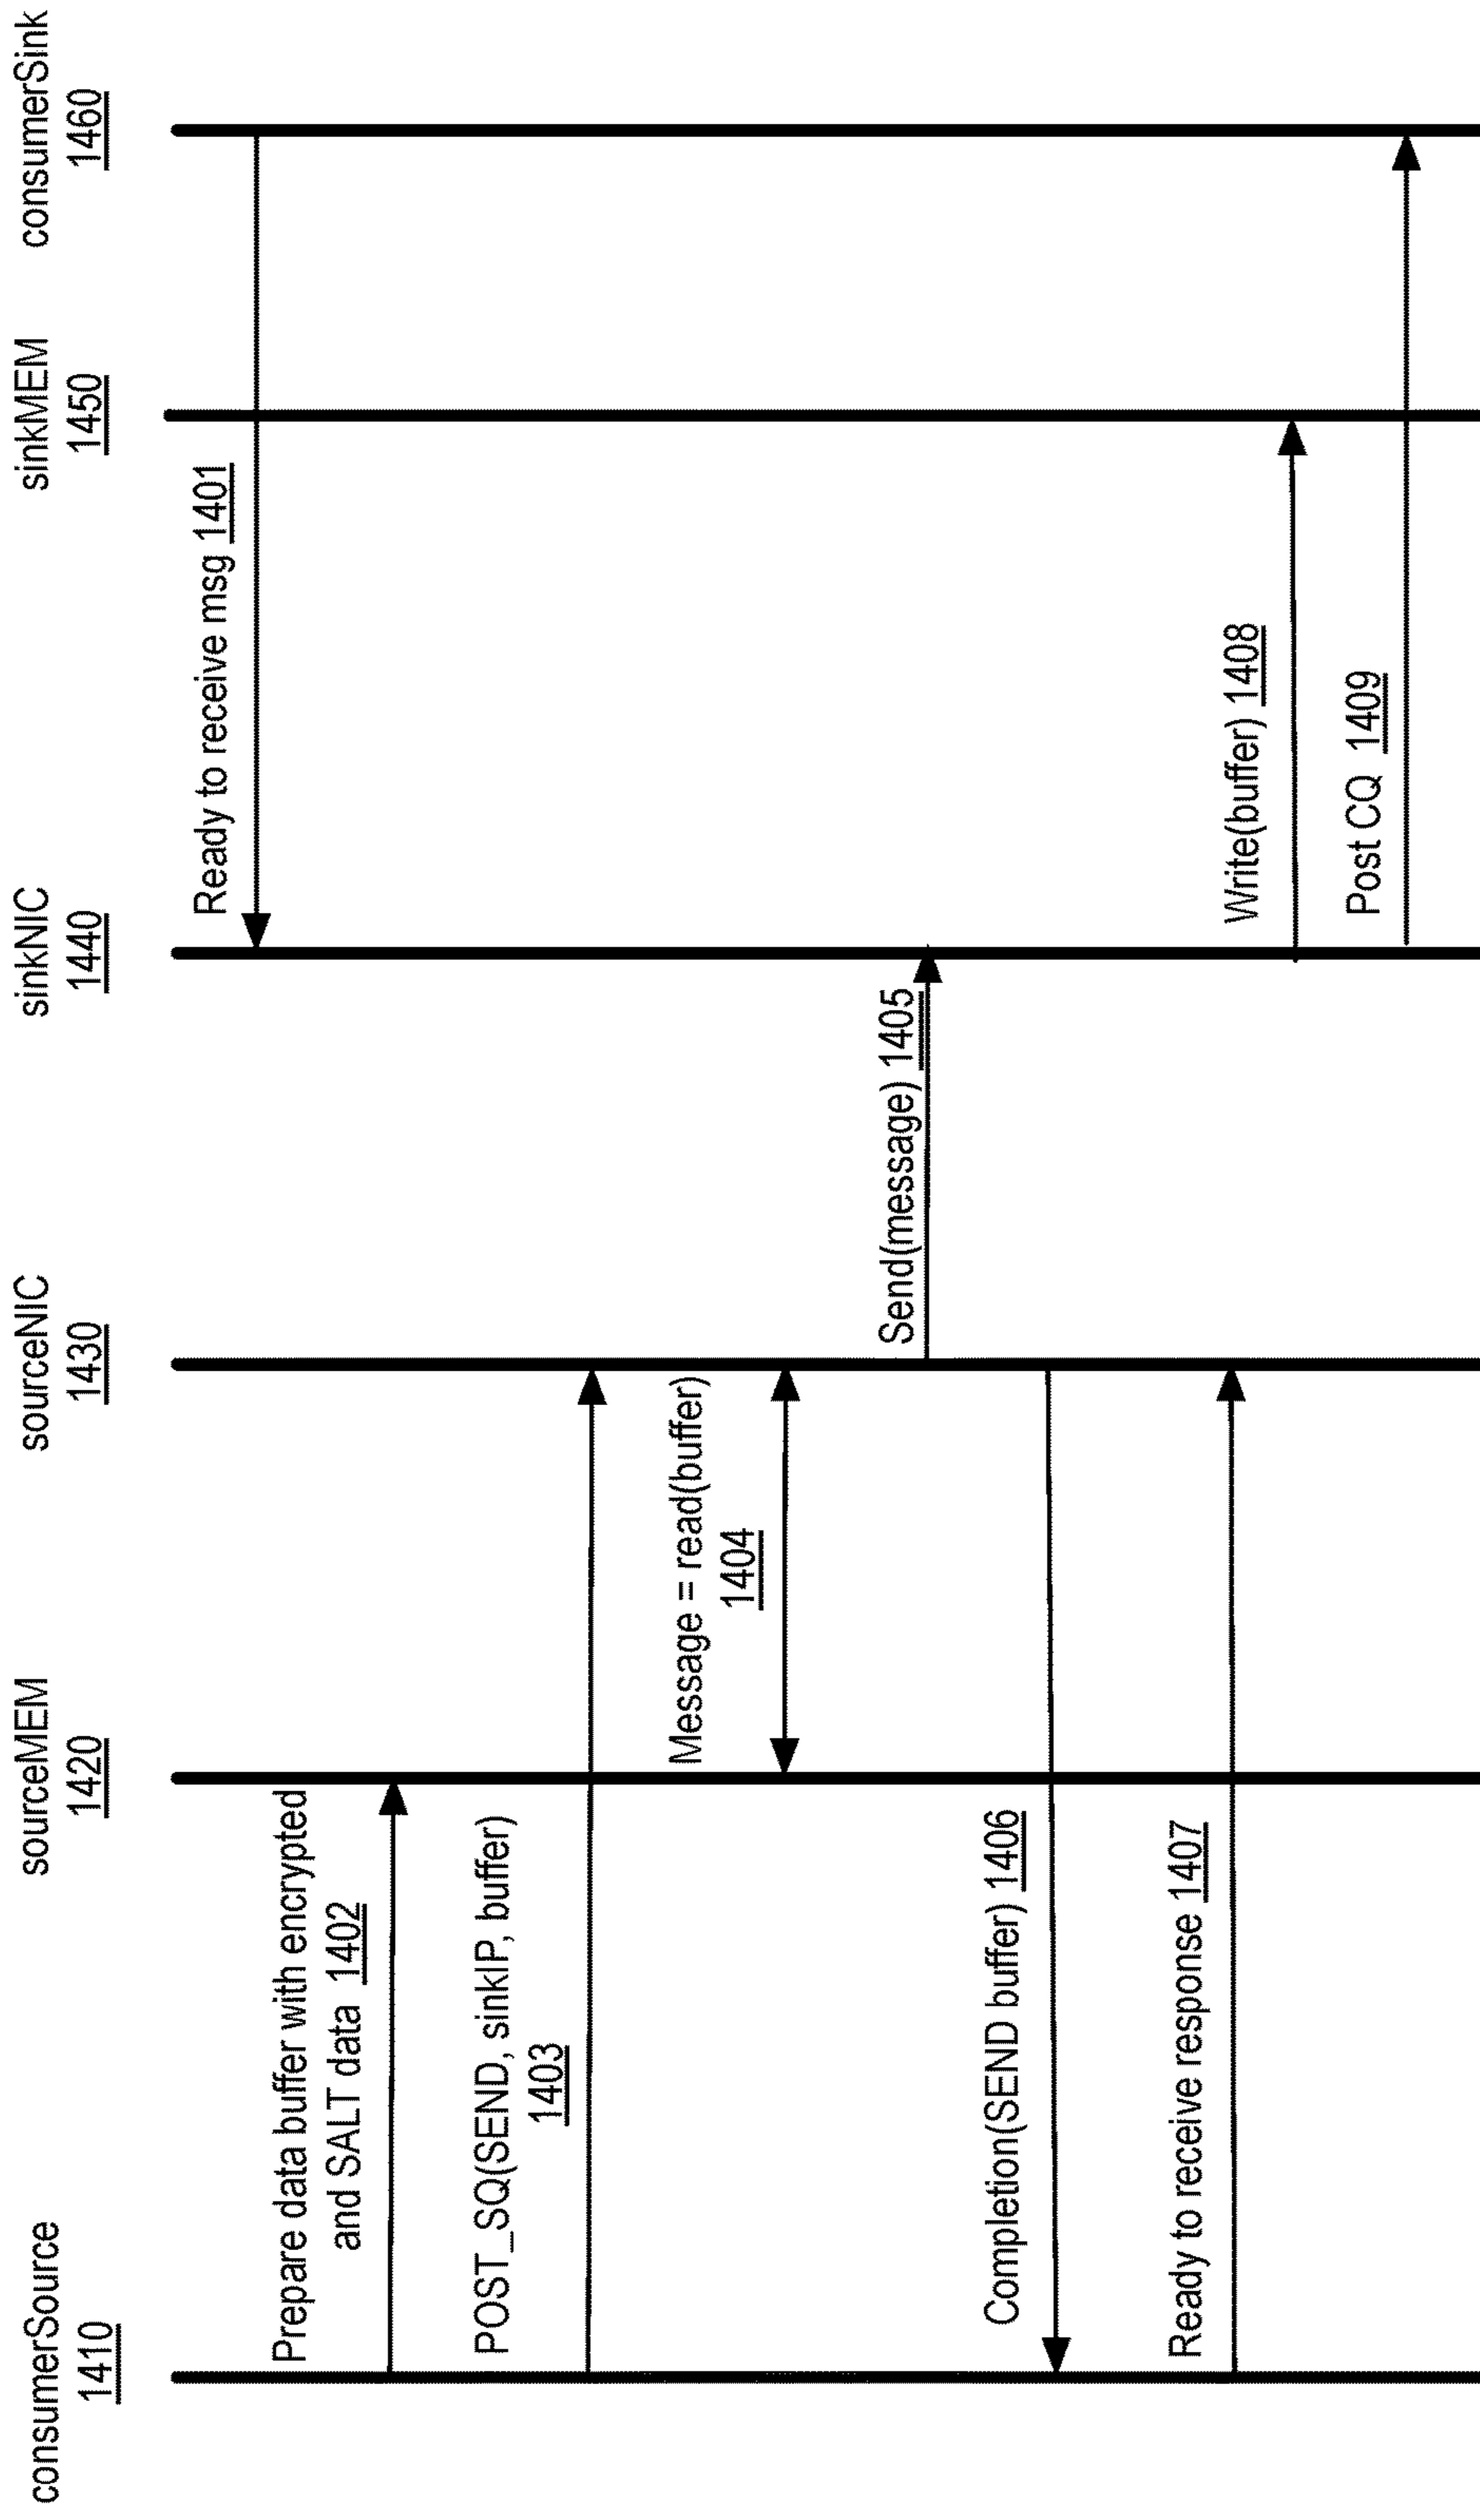 consumerSource
1410
sourceMEM
1420
sourceNIC
1430
sinkNIC
1440
sinkMEM
1450
consumerSink
1460
Ready to receive msg 1401
Prepare data buffer with encrypted
and SALT data 1402
POST_SQ(SEND, sinkIP, buffer)
1403
Message = read(buffer)
1404
Send(message) 1405
Completion(SEND buffer) 1406
Ready to receive response 1407
Write(buffer) 1408
Post CQ 1409